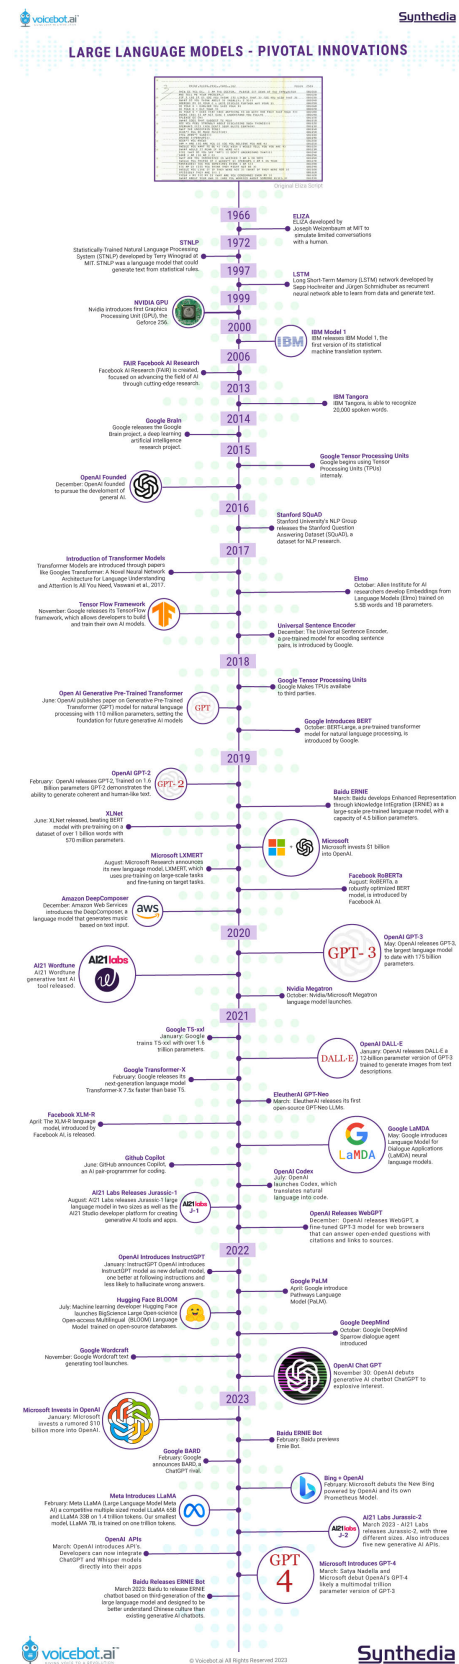 voicebot.ai
Synthedia
LARGE LANGUAGE MODELS - PIVOTAL INNOVATIONS
Original Eliza Script
1966
ELIZA
ELIZA developed by
Joseph Weizenbaum at MIT to
simulate limited conversations
with a human.
1972
STNLP
Statistically-Trained Natural Language Processing
System (STNLP) developed by Terry Winograd at
MIT. STNLP was a language model that could
generate text from statistical rules.
1997
LSTM
Long Short-Term Memory (LSTM) network developed by
Sepp Hochreiter and Jürgen Schmidhuber as recurrent
neural network able to learn from data and generate text.
1999
NVIDIA GPU
Nvidia introduces first Graphics
Processing Unit (GPU), the
Geforce 256.
2000
IBM
IBM Model 1
IBM releases IBM Model 1, the
first version of its statistical
machine translation system.
2006
FAIR Facebook AI Research
Facebook AI Research (FAIR) is created,
focused on advancing the field of AI
through cutting-edge research.
2013
IBM Tangora
IBM Tangora, is able to recognize
20,000 spoken words.
2014
Google Brain
Google releases the Google
Brain project, a deep learning
artificial intelligence
research project.
2015
Google Tensor Processing Units
Google begins using Tensor
Processing Units (TPUs)
internaly.
OpenAI Founded
December: OpenAI founded
to pursue the develoment of
general AI.
2016
Stanford SQuAD
Stanford University's NLP Group
releases the Stanford Question
Answering Dataset (SQuAD), a
dataset for NLP research.
2017
Introduction of Transformer Models
Transformer Models are introduced through papers
like Googles Transformer: A Novel Neural Network
Architecture for Language Understanding
and Attention Is All You Need, Vaswani et al., 2017.
Elmo
October: Allen Institute for AI
researchers develop Embeddings from
Language Models (Elmo) trained on
5.5B words and 1B parameters.
Tensor Flow Framework
November: Google releases its TensorFlow
framework, which allows developers to build
and train their own AI models.
Universal Sentence Encoder
December: The Universal Sentence Encoder,
a pre-trained model for encoding sentence
pairs, is introduced by Google.
2018
Google Tensor Processing Units
Google Makes TPUs availabe
to third parties.
Open AI Generative Pre-Trained Transformer
June: OpenAI publishes paper on Generative Pre-Trained
Transformer (GPT) model for natural language
processing with 110 million parameters, setting the
foundation for future generative AI models
GPT
Google Introduces BERT
October: BERT-Large, a pre-trained transformer
model for natural language processing, is
introduced by Google.
2019
OpenAI GPT-2
February: OpenAI releases GPT-2, Trained on 1.6
Billion parameters GPT-2 demonstrates the
ability to generate coherent and human-like text.
GPT- 2
Baidu ERNIE
March: Baidu develops Enhanced Representation
through kNowledge IntEgration (ERNIE) as a
large-scale pre-trained language model, with a
capacity of 4.5 billion parameters.
XLNet
June: XLNet released, beating BERT
model with pre-training on a
dataset of over 1 billion words with
570 million parameters.
Microsoft
Microsoft invests $1 billion
into OpenAI.
Microsoft LXMERT
August: Microsoft Research announces
its new language model, LXMERT, which
uses pre-training on large-scale tasks
and fine-tuning on target tasks.
Facebook RoBERTa
August: RoBERTa, a
robustly optimized BERT
model, is introduced by
Facebook AI.
Amazon DeepComposer
December: Amazon Web Services
introduces the DeepComposer, a
language model that generates music
based on text input.
aws
2020
OpenAI GPT-3
May: OpenAI releases GPT-3,
the largest language model
to date with 175 billion
parameters.
GPT- 3
AI21 Wordtune
AI21 Wordtune
generative text AI
tool released.
AI21labs
Nvidia Megatron
October: Nvidia/Microsoft Megatron
language model launches.
2021
Google T5-xxl
January: Google
trains T5-xxl with over 1.6
trillion parameters.
DALL·E
OpenAI DALL-E
January: OpenAI releases DALL-E a
12-billion parameter version of GPT-3
trained to generate images from text
descriptions.
Google Transformer-X
February: Google releases its
next-generation language model
Transformer-X 7.5x faster than base T5.
EleutherAI GPT-Neo
March: EleutherAI releases its first
open-source GPT-Neo LLMs.
Facebook XLM-R
April: The XLM-R language
model, introduced by
Facebook AI, is released.
LaMDA
Google LaMDA
May: Google introduces
Language Model for
Dialogue Applications
(LaMDA) neural
language models.
Github Copilot
June: GitHub announces Copilot,
an AI pair-programmer for coding.
OpenAI Codex
July: OpenAI
launches Codex, which
translates natural
language into code.
AI21 Labs Releases Jurassic-1
August: AI21 Labs Releases Jurassic-1 large
language model in two sizes as well as the
AI21 Studio developer platform for creating
generative AI tools and apps.
AI21labs
J-1
OpenAI Releases WebGPT
December: OpenAI releases WebGPT, a
fine-tuned GPT-3 model for web browsers
that can answer open-ended questions with
citations and links to sources.
2022
OpenAI Introduces InstructGPT
January: InstructGPT OpenAI introduces
InstructGPT model as new default model,
one better at following instructions and
less likely to hallucinate wrong answers.
Google PaLM
April: Google introduce
Pathways Language
Model (PaLM).
Hugging Face BLOOM
July: Machine learning developer Hugging Face
launches BigScience Large Open-science
Open-access Multilingual (BLOOM) Language
Model trained on open-source databases.
Google DeepMind
October: Google DeepMind
Sparrow dialogue agent
introduced
Google Wordcraft
November: Google Wordcraft text
generating tool launches.
OpenAI Chat GPT
November 30: OpenAI debuts
generative AI chatbot ChatGPT to
explosive interest.
2023
Microsoft Invests in OpenAI
January: Microsoft
invests a rumored $10
billion more into OpenAI.
Baidu ERNIE Bot
February: Baidu previews
Ernie Bot.
Google BARD
February: Google
announces BARD, a
ChatGPT rival.
Bing + OpenAI
February: Microsoft debuts the New Bing
powered by OpenAI and its own
Prometheus Model.
Meta Introduces LLaMA
February: Meta LLaMA (Large Language Model Meta
AI) a competitive multiple sized model LLaMA 65B
and LLaMA 33B on 1.4 trillion tokens. Our smallest
model, LLaMA 7B, is trained on one trillion tokens.
AI21labs
J-2
AI21 Labs Jurassic-2
March 2023 - AI21 Labs
releases Jurassic-2, with three
different sizes. Also introduces
five new generative AI APIs.
OpenAI APIs
March: OpenAI introduces API's.
Developers can now integrate
ChatGPT and Whisper models
directly into their apps
GPT
4
Microsoft Introduces GPT-4
March: Satya Nadella and
Microsoft debut OpenAI's GPT-4
likely a multimodal trillion
parameter version of GPT-3
Baidu Releases ERNIE Bot
March 2023: Baidu to release ERNIE
chatbot based on third-generation of the
large language model and designed to be
better understand Chinese culture than
existing generative AI chatbots.
voicebot.ai
© Voicebot.ai All Rights Reserved 2023
Synthedia